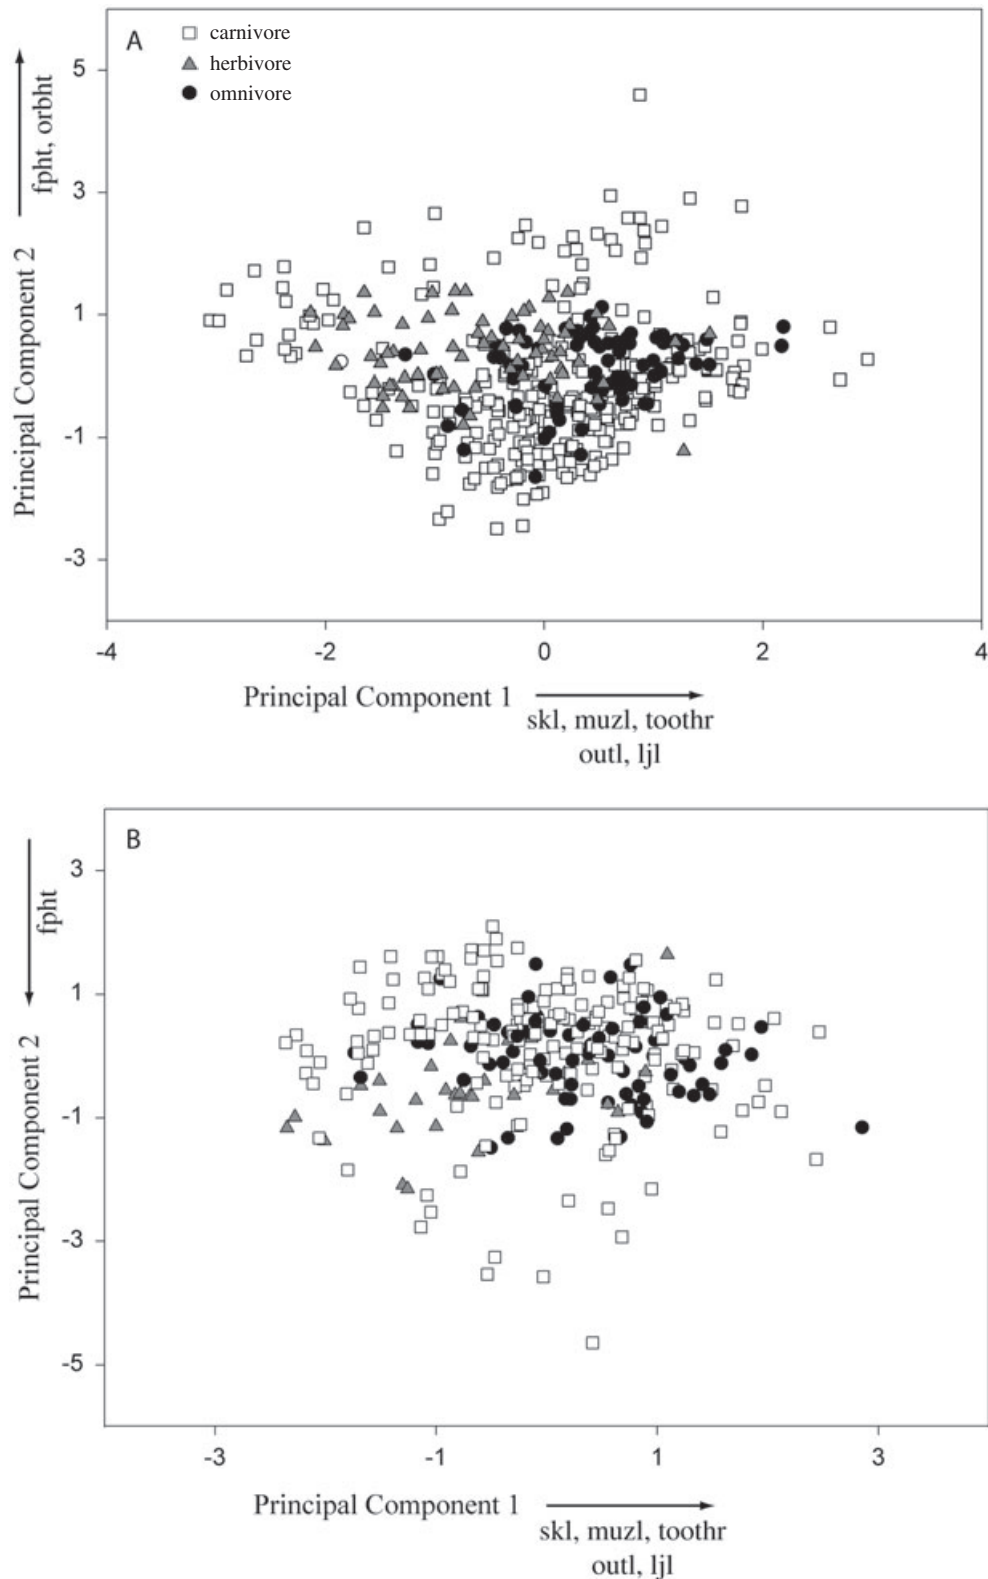 A
carnivore
herbivore
omnivore
5
3
1
-1
-3
fpht, orbht
Principal Component 2
-4
-2
0
2
4
Principal Component 1
skl, muzl, toothr
outl, ljl
B
3
1
-1
-3
-5
fpht
Principal Component 2
-3
-1
1
3
Principal Component 1
skl, muzl, toothr
outl, ljl